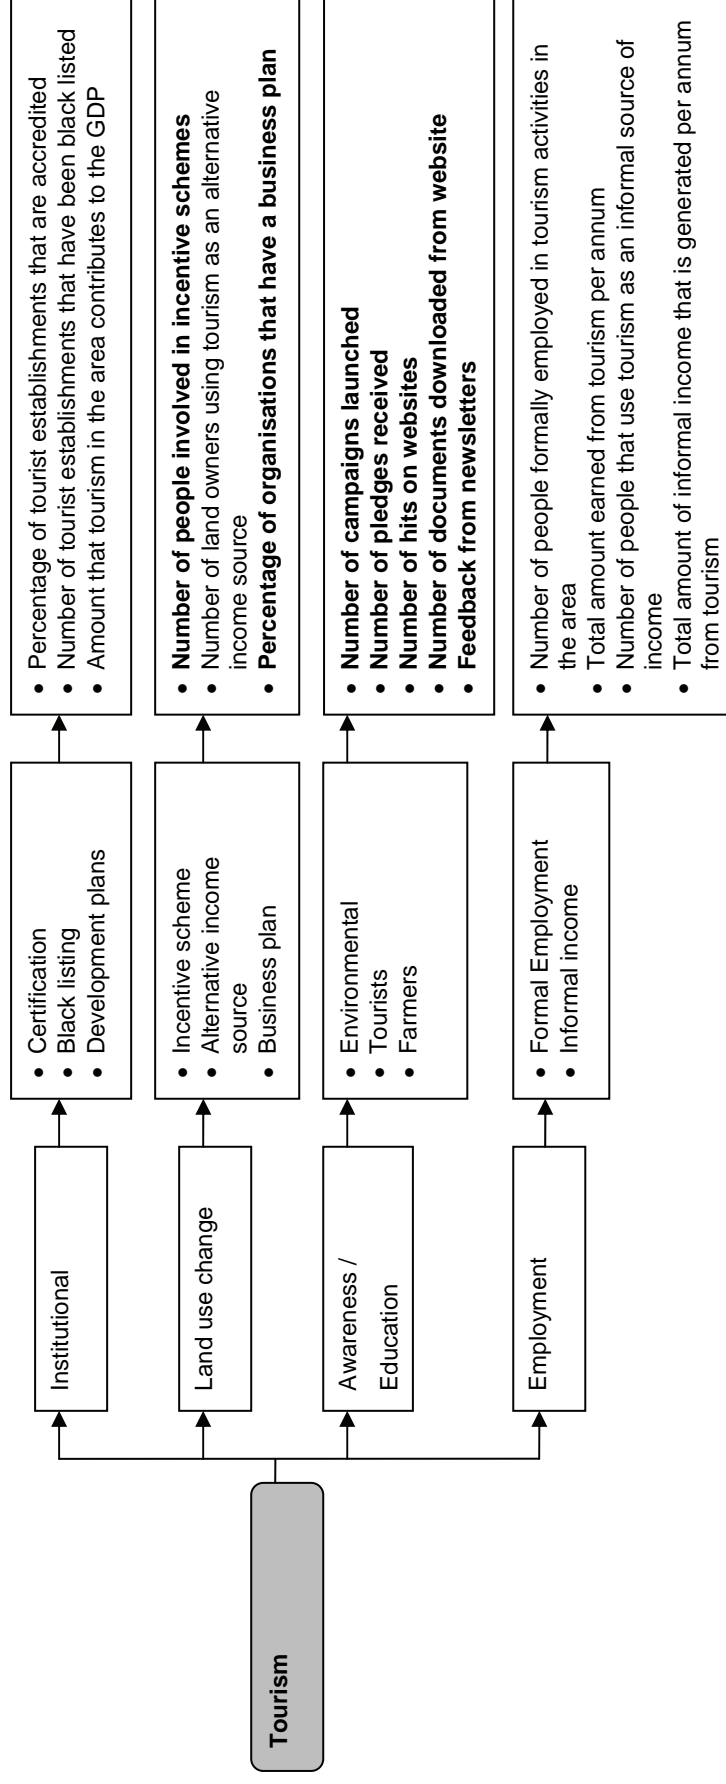 Tourism
Institutional
• Certification
• Black listing
• Development plans
• Percentage of tourist establishments that are accredited
• Number of tourist establishments that have been black listed
• Amount that tourism in the area contributes to the GDP
Land use change
• Incentive scheme
• Alternative income
source
• Business plan
• Number of people involved in incentive schemes
• Number of land owners using tourism as an alternative
income source
• Percentage of organisations that have a business plan
Awareness /
Education
• Environmental
• Tourists
• Farmers
• Number of campaigns launched
• Number of pledges received
• Number of hits on websites
• Number of documents downloaded from website
• Feedback from newsletters
Employment
• Formal Employment
• Informal income
• Number of people formally employed in tourism activities in
the area
• Total amount earned from tourism per annum
• Number of people that use tourism as an informal source of
income
• Total amount of informal income that is generated per annum
from tourism